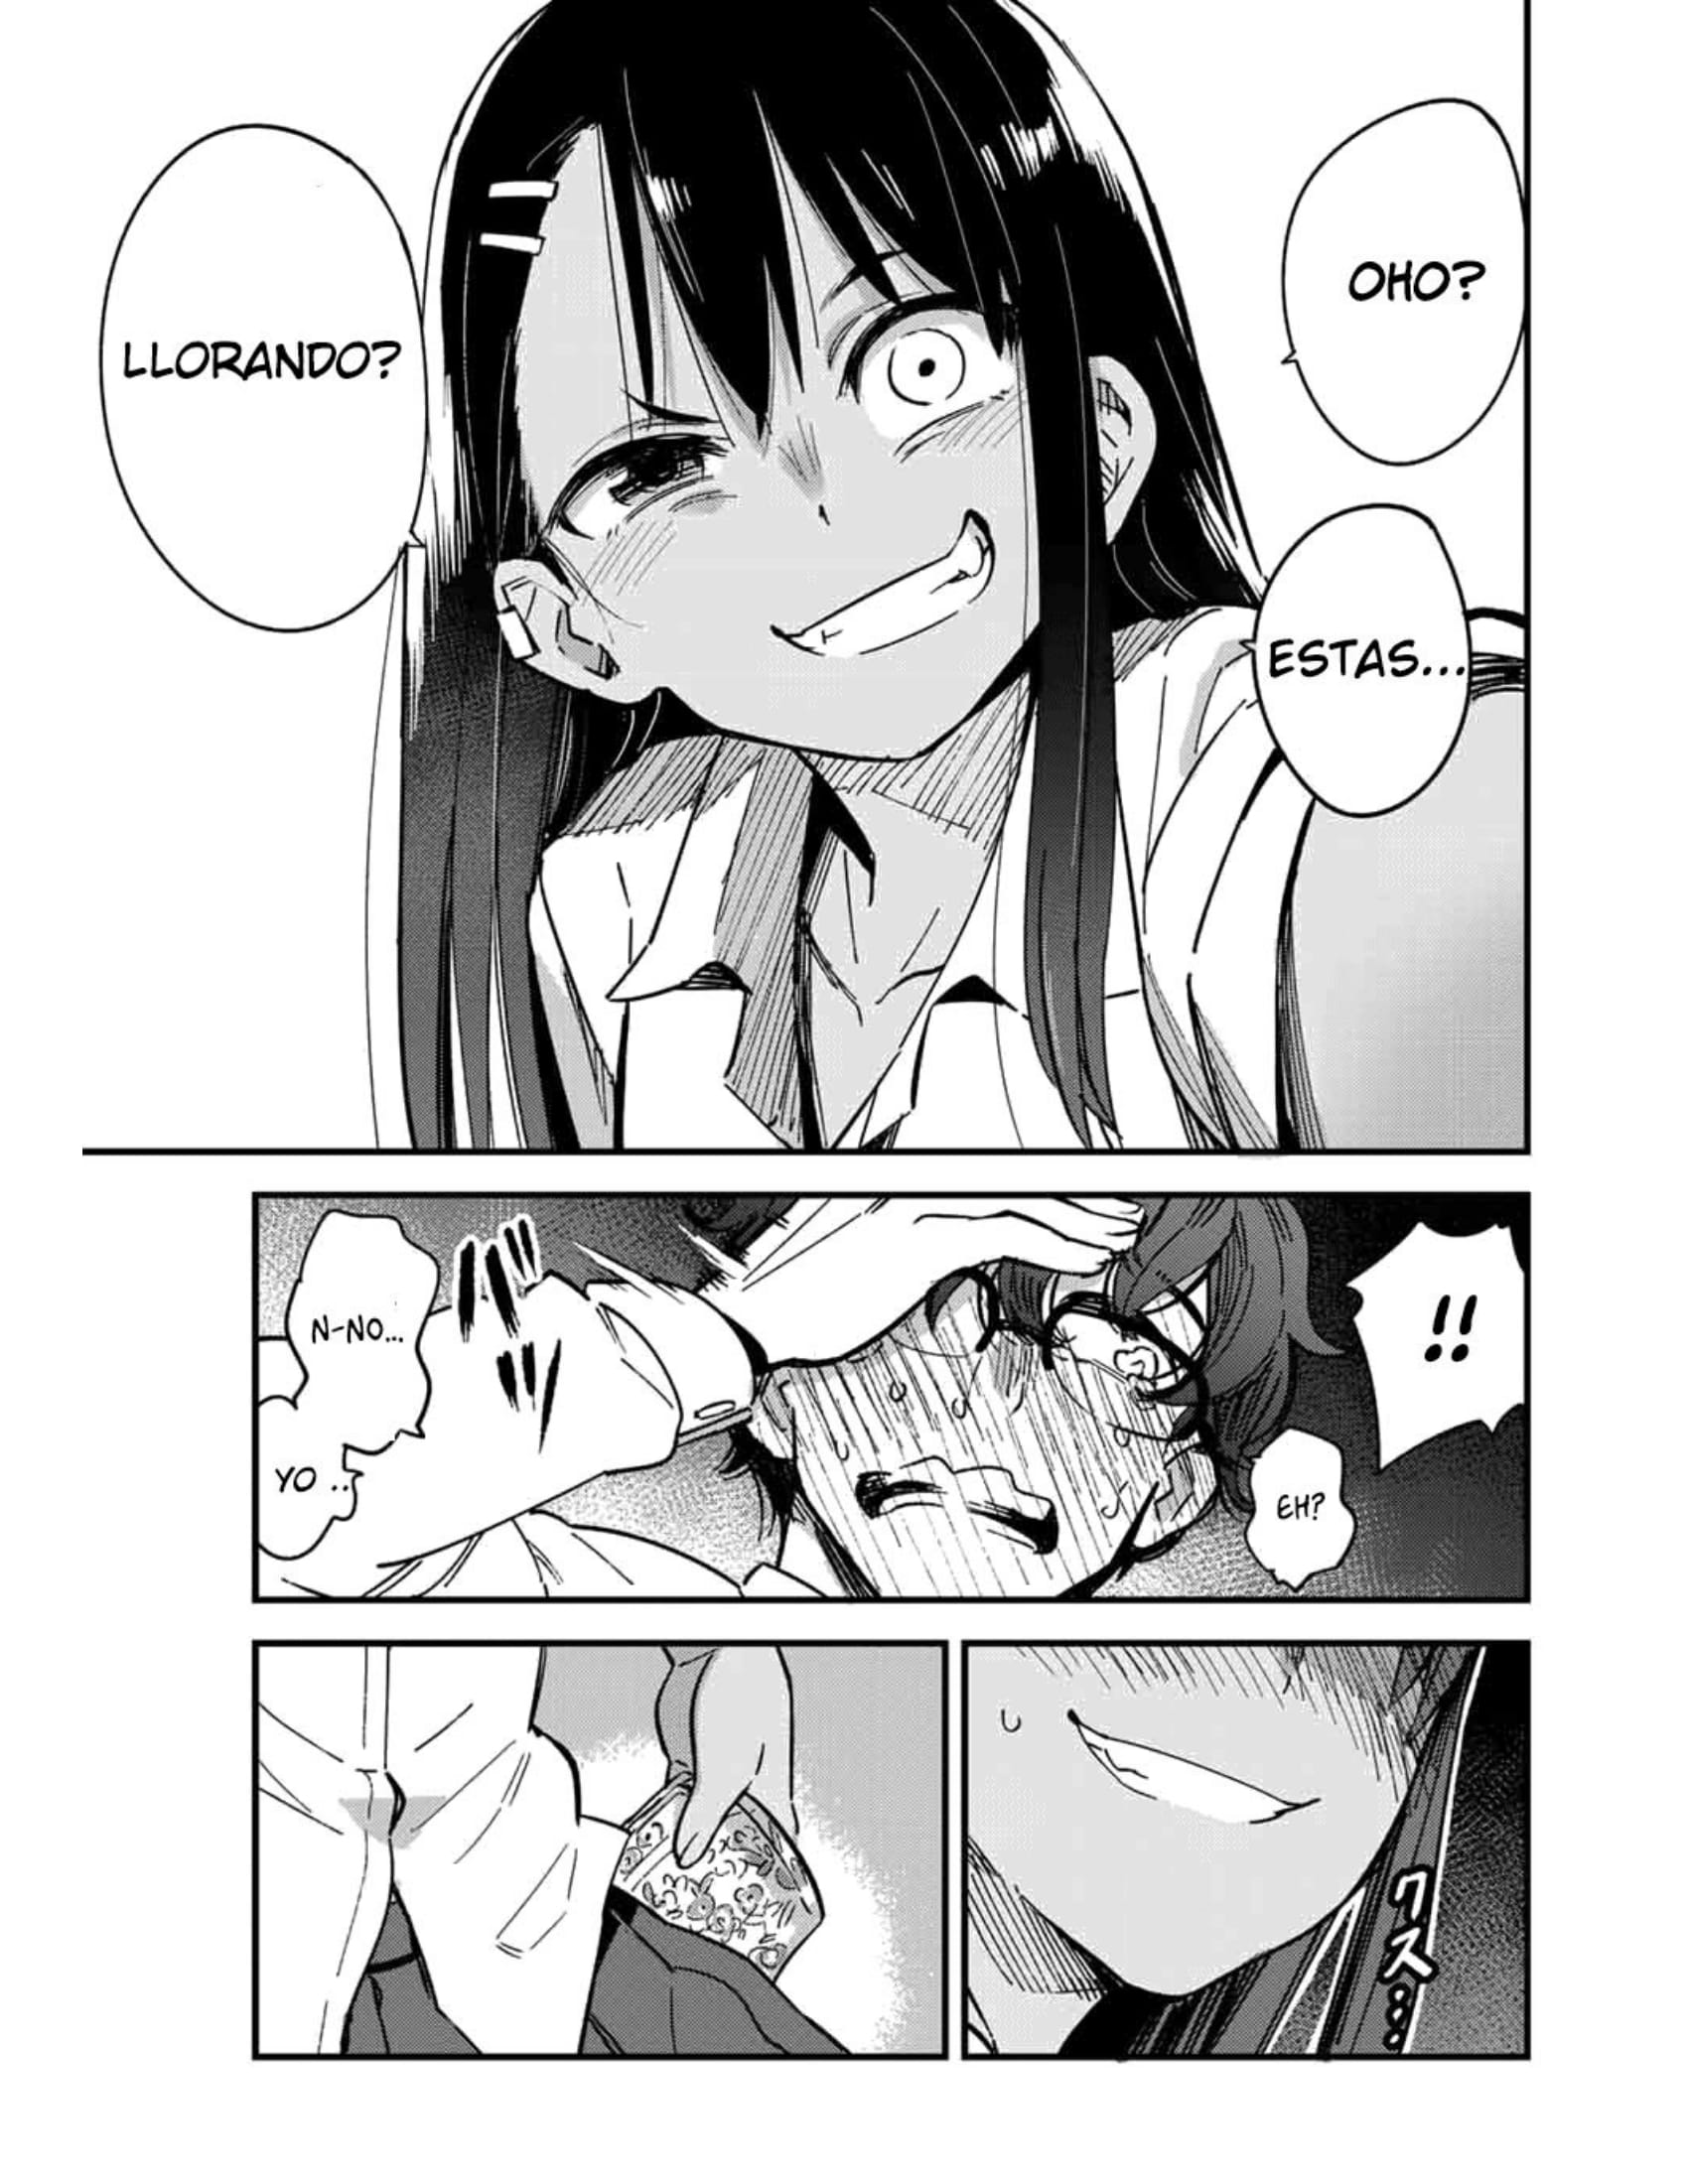 OHO?
ESTAS...
LLORANDO?
!!
EH?
N-NO...
YO ..
クス…